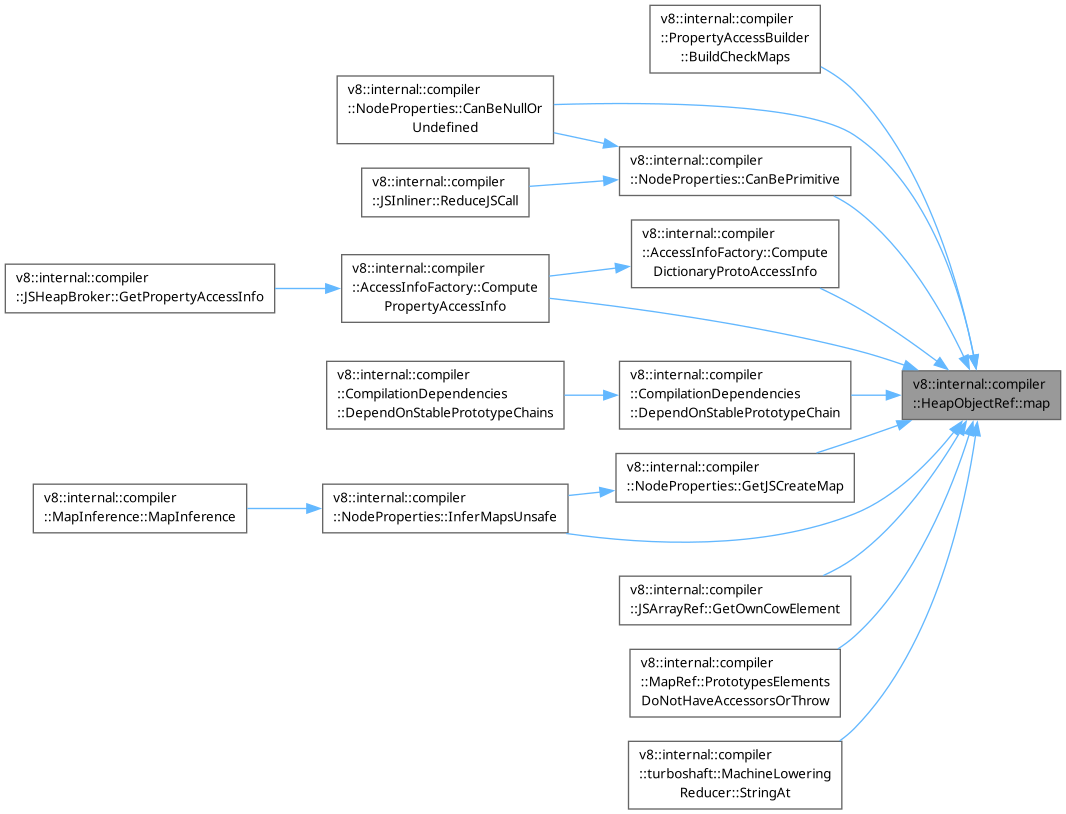 v8::internal::compiler
::PropertyAccessBuilder
::BuildCheckMaps
v8::internal::compiler
::NodeProperties::CanBeNullOr
Undefined
v8::internal::compiler
::NodeProperties::CanBePrimitive
v8::internal::compiler
::JSInliner::ReduceJSCall
v8::internal::compiler
::AccessInfoFactory::Compute
DictionaryProtoAccessInfo
v8::internal::compiler
::AccessInfoFactory::Compute
PropertyAccessInfo
v8::internal::compiler
::JSHeapBroker::GetPropertyAccessInfo
v8::internal::compiler
::CompilationDependencies
::DependOnStablePrototypeChains
v8::internal::compiler
::CompilationDependencies
::DependOnStablePrototypeChain
v8::internal::compiler
::HeapObjectRef::map
v8::internal::compiler
::NodeProperties::GetJSCreateMap
v8::internal::compiler
::NodeProperties::InferMapsUnsafe
v8::internal::compiler
::MapInference::MapInference
v8::internal::compiler
::JSArrayRef::GetOwnCowElement
v8::internal::compiler
::MapRef::PrototypesElements
DoNotHaveAccessorsOrThrow
v8::internal::compiler
::turboshaft::MachineLowering
Reducer::StringAt